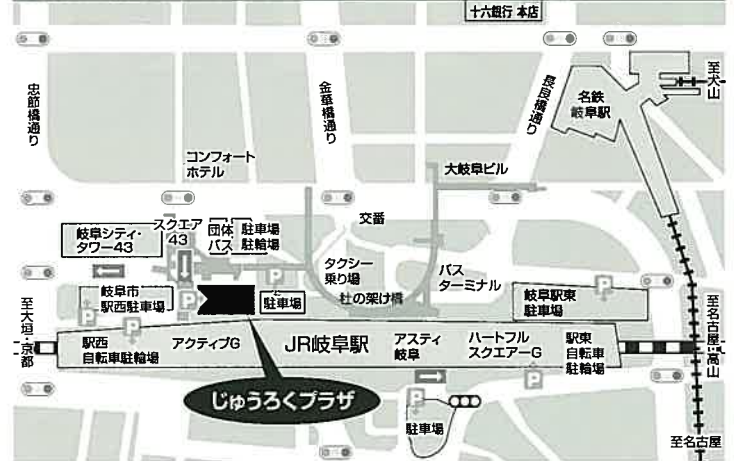 十六銀行 本店
忠節橋通り
金華橋通り
長良橋通り
名鉄
岐阜駅
至犬山
コンフォート
ホテル
大岐阜ビル
岐阜シティ・
タワー43
スクエア
43
団体
バス
駐車場
駐輪場
交番
タクシー
乗り場
バス
ターミナル
杜の架け橋
岐阜市
駅西駐車場
P
P
駐車場
岐阜駅東
駐車場
P
P
至大垣・京都
至名古屋・高山
P
駅西
自転車駐輪場
アクティブG
JR岐阜駅
アスティ
岐阜
ハートフル
スクエアーG
駅東
自転車
駐輪場
P
P
じゅうろくプラザ
駐車場
至名古屋